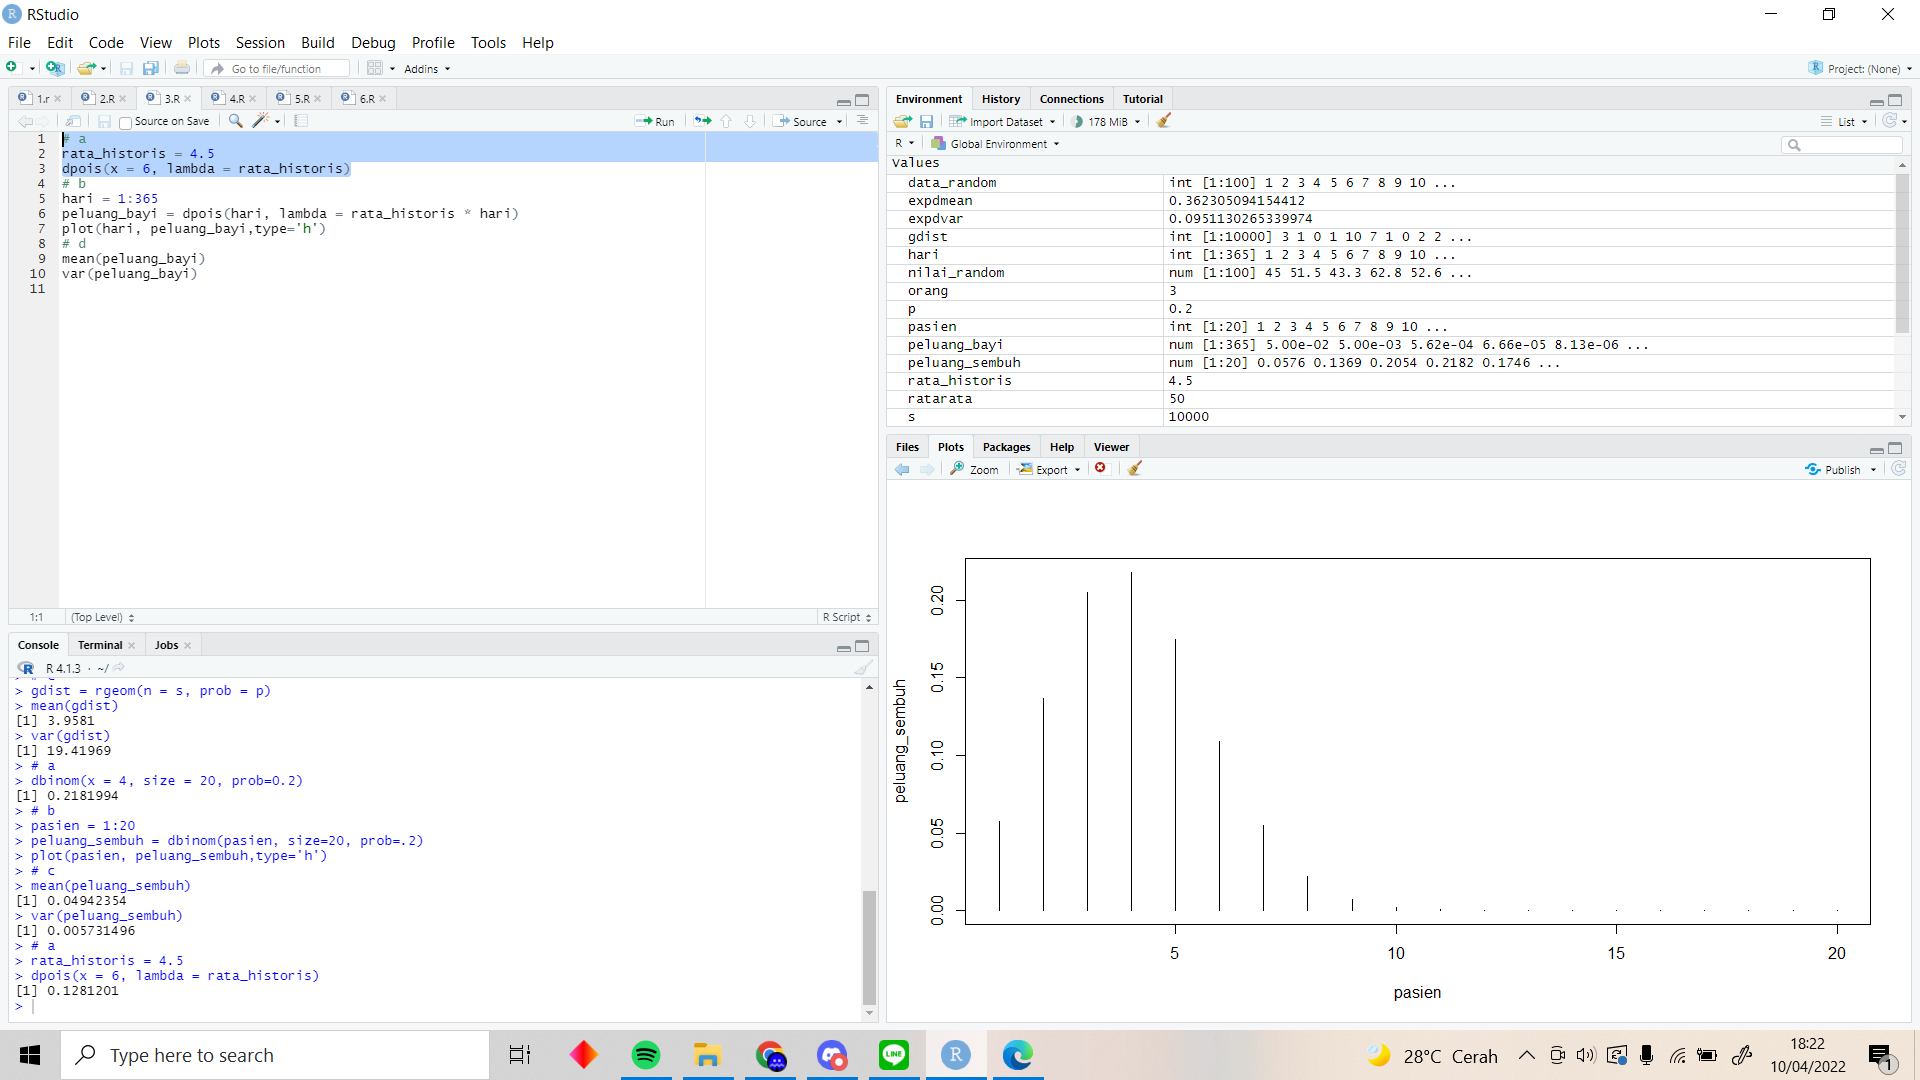 RStudio
File Edit Code View Plots Session Build Debug Profile Tools Help
Go to file/function Addins
Project: (None)
1.r 2.R 3.R 4.R 5.R 6.R
Source on Save Run Source
1 # a
2 rata_historis = 4.5
3 dpois(x = 6, lambda = rata_historis)
4 # b
5 hari = 1:365
6 peluang_bayi = dpois(hari, lambda = rata_historis * hari)
7 plot(hari, peluang_bayi,type='h')
8 # d
9 mean(peluang_bayi)
10 var(peluang_bayi)
11
1:1 (Top Level) R Script
Console Terminal Jobs
R 4.1.3 · ~/
> gdist = rgeom(n = s, prob = p)
> mean(gdist)
[1] 3.9581
> var(gdist)
[1] 19.41969
> # a
> dbinom(x = 4, size = 20, prob=0.2)
[1] 0.2181994
> # b
> pasien = 1:20
> peluang_sembuh = dbinom(pasien, size=20, prob=.2)
> plot(pasien, peluang_sembuh,type='h')
> # c
> mean(peluang_sembuh)
[1] 0.04942354
> var(peluang_sembuh)
[1] 0.005731496
> # a
> rata_historis = 4.5
> dpois(x = 6, lambda = rata_historis)
[1] 0.1281201
>
Environment History Connections Tutorial
Import Dataset 178 MiB List
R Global Environment
Values
data_random int [1:100] 1 2 3 4 5 6 7 8 9 10 ...
expdmean 0.362305094154412
expdvar 0.0951130265339974
gdist int [1:10000] 3 1 0 1 10 7 1 0 2 2 ...
hari int [1:365] 1 2 3 4 5 6 7 8 9 10 ...
nilai_random num [1:100] 45 51.5 43.3 62.8 52.6 ...
orang 3
p 0.2
pasien int [1:20] 1 2 3 4 5 6 7 8 9 10 ...
peluang_bayi num [1:365] 5.00e-02 5.00e-03 5.62e-04 6.66e-05 8.13e-06 ...
peluang_sembuh num [1:20] 0.0576 0.1369 0.2054 0.2182 0.1746 ...
rata_historis 4.5
ratarata 50
s 10000
Files Plots Packages Help Viewer
Zoom Export Publish
peluang_sembuh
0.20
0.15
0.10
0.05
0.00
5 10 15 20
pasien
Type here to search
LINE
R
28°C Cerah
18:22
10/04/2022
1